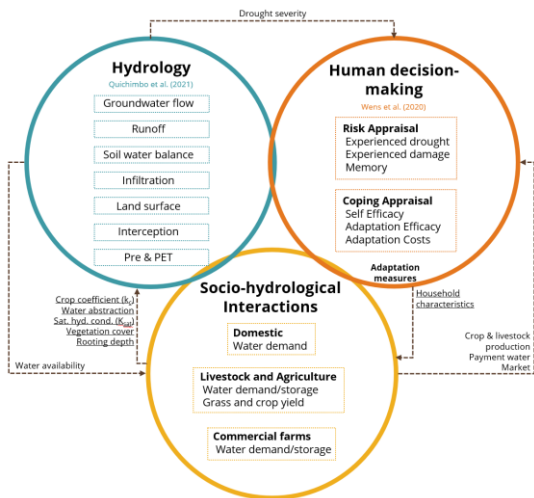 Drought severity
Hydrology
Quichimbo et al. (2021)
Groundwater flow
Runoff
Soil water balance
Infiltration
Land surface
Interception
Pre & PET
Human decision-
making
Wens et al. (2020)
Risk Appraisal
Experienced drought
Experienced damage
Memory
Coping Appraisal
Self Efficacy
Adaptation Efficacy
Adaptation Costs
Adaptation
measures
Household
characteristics
Socio-hydrological
Interactions
Domestic
Water demand
Livestock and Agriculture
Water demand/storage
Grass and crop yield
Commercial farms
Water demand/storage
Crop coefficient (kc)
Water abstraction
Sat. hyd. cond. (Ksat)
Vegetation cover
Rooting depth
Water availability
Crop & livestock
production
Payment water
Market